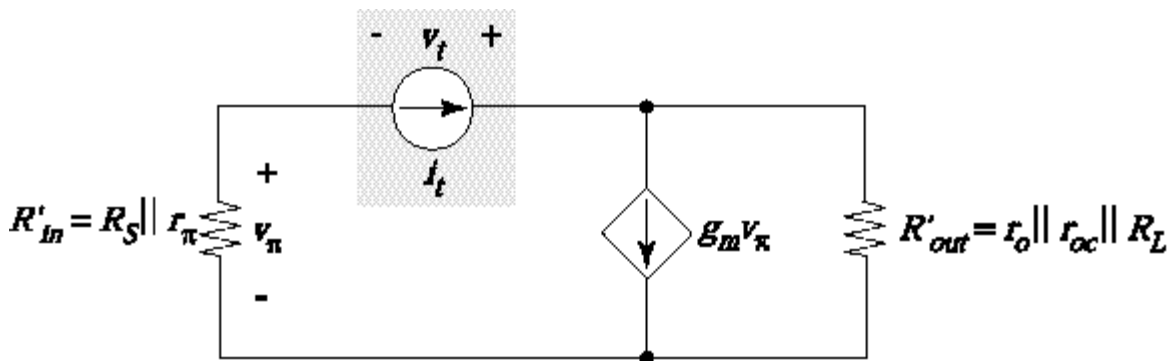 - v_t +
i_t
R'_in = R_S || r_π
+
v_π
-
g_m v_π
R'_out = r_o || r_oc || R_L